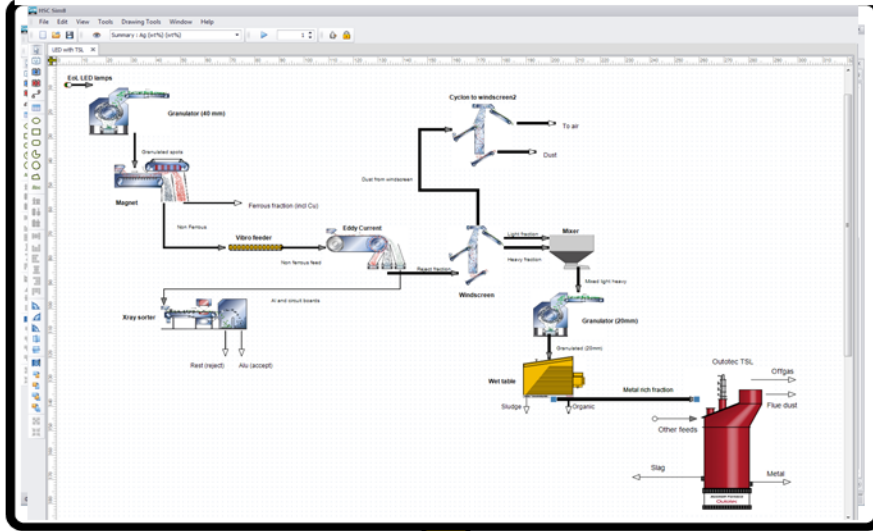 HSC Sim8
File Edit View Tools Drawing Tools Window Help
Summary : Ag (wt%) (wt%)
1
LED with TSL
EoL LED lamps
Granulator (40 mm)
Granulated spots
Magnet
Ferrous fraction (incl Cu)
Non Ferrous
Vibro feeder
Non ferrous feed
Eddy Current
Al and circuit boards
Xray sorter
Rest (reject)
Alu (accept)
Cyclon to windscreen2
To air
Dust
Dust from windscreen
Reject fraction
Windscreen
Light fraction
Heavy fraction
Mixer
Mixed light heavy
Granulator (20mm)
Granulated (20mm)
Wet table
Sludge
Organic
Metal rich fraction
Outotec TSL
Offgas
Flue dust
Other feeds
Slag
Metal
Outotec